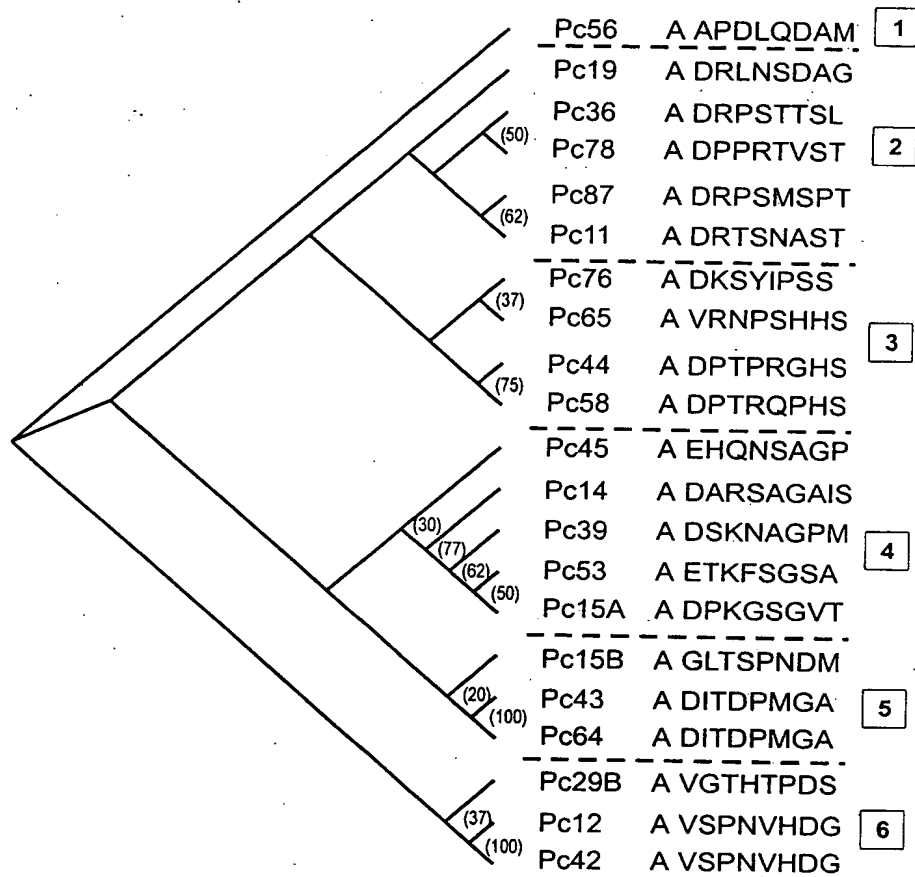 Pc56 A APDLQDAM 1
Pc19 A DRLNSDAG
Pc36 A DRPSTTSL
(50)
Pc78 A DPPRTVST 2
Pc87 A DRPSMSPT
(62)
Pc11 A DRTSNAST
Pc76 A DKSYIPSS
(37)
Pc65 A VRNPSHHS
3
Pc44 A DPTPRGHS
(75)
Pc58 A DPTRQPHS
Pc45 A EHQNSAGP
Pc14 A DARSAGAIS
(30)
Pc39 A DSKNAGPM
(77)
4
(62)
Pc53 A ETKFSGSA
(50)
Pc15A A DPKGSGVT
Pc15B A GLTSPNDM
(20)
Pc43 A DITDPMGA 5
(100)
Pc64 A DITDPMGA
Pc29B A VGTHTPDS
(37)
Pc12 A VSPNVHDG 6
(100)
Pc42 A VSPNVHDG